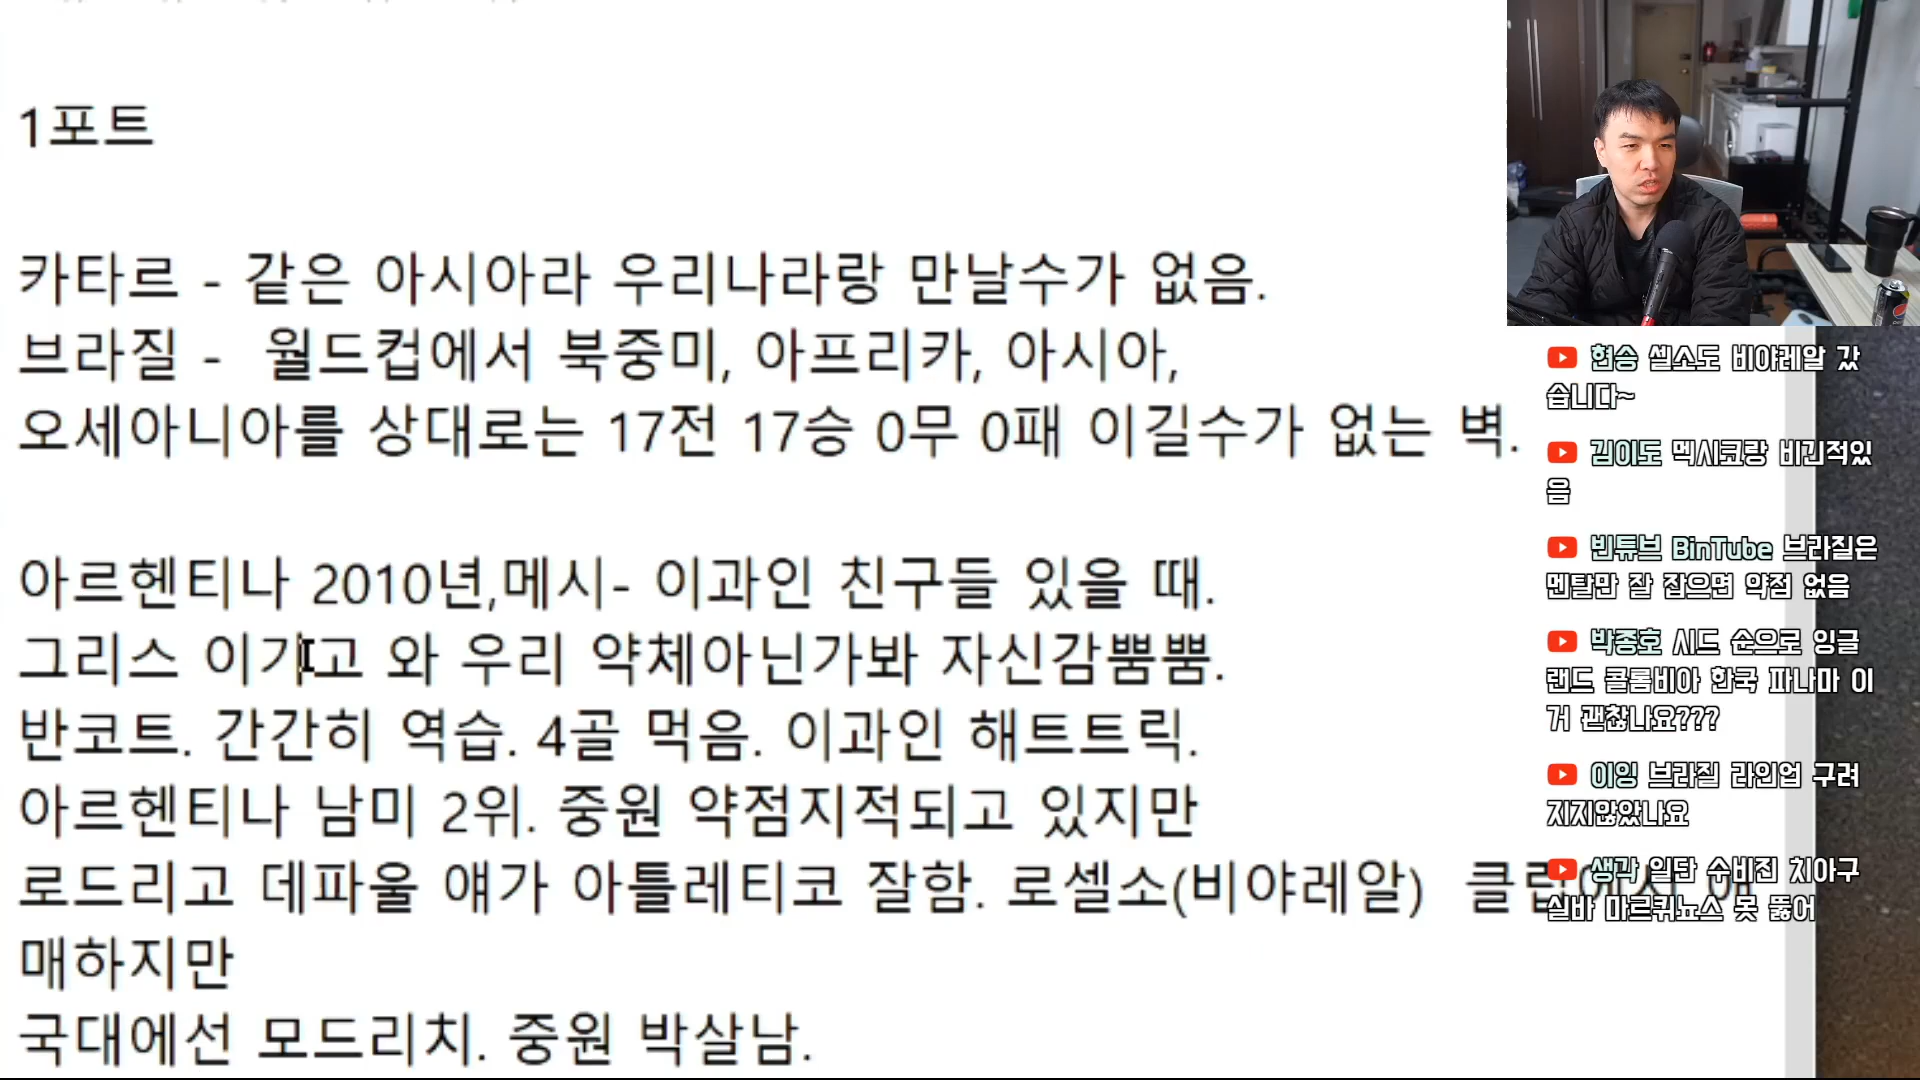 1포트
카타르 - 같은 아시아라 우리나라랑 만날수가 없음.
브라질 - 월드컵에서 북중미, 아프리카, 아시아,
오세아니아를 상대로는 17전 17승 0무 0패 이길수가 없는 벽.
아르헨티나 2010년,메시- 이과인 친구들 있을 때.
그리스 이기고 와 우리 약체아닌가봐 자신감뿜뿜.
반코트. 간간히 역습. 4골 먹음. 이과인 해트트릭.
아르헨티나 남미 2위. 중원 약점지적되고 있지만
로드리고 데파울 얘가 아틀레티코 잘함. 로셀소(비야레알) 클럽에서 애
매하지만
국대에선 모드리치. 중원 박살남.
현승 셀소도 비야레알 갔
습니다~
김이도 멕시코랑 비긴적있
음
빈튜브 BinTube 브라질은
멘탈만 잘 잡으면 약점 없음
박종호 시드 순으로 잉글
랜드 콜롬비아 한국 파나마 이
거 괜찮나요???
이잉 브라질 라인업 구려
지지않았나요
생각 일단 수비진 치아구
실바 마르퀴뇨스 못 뚫어